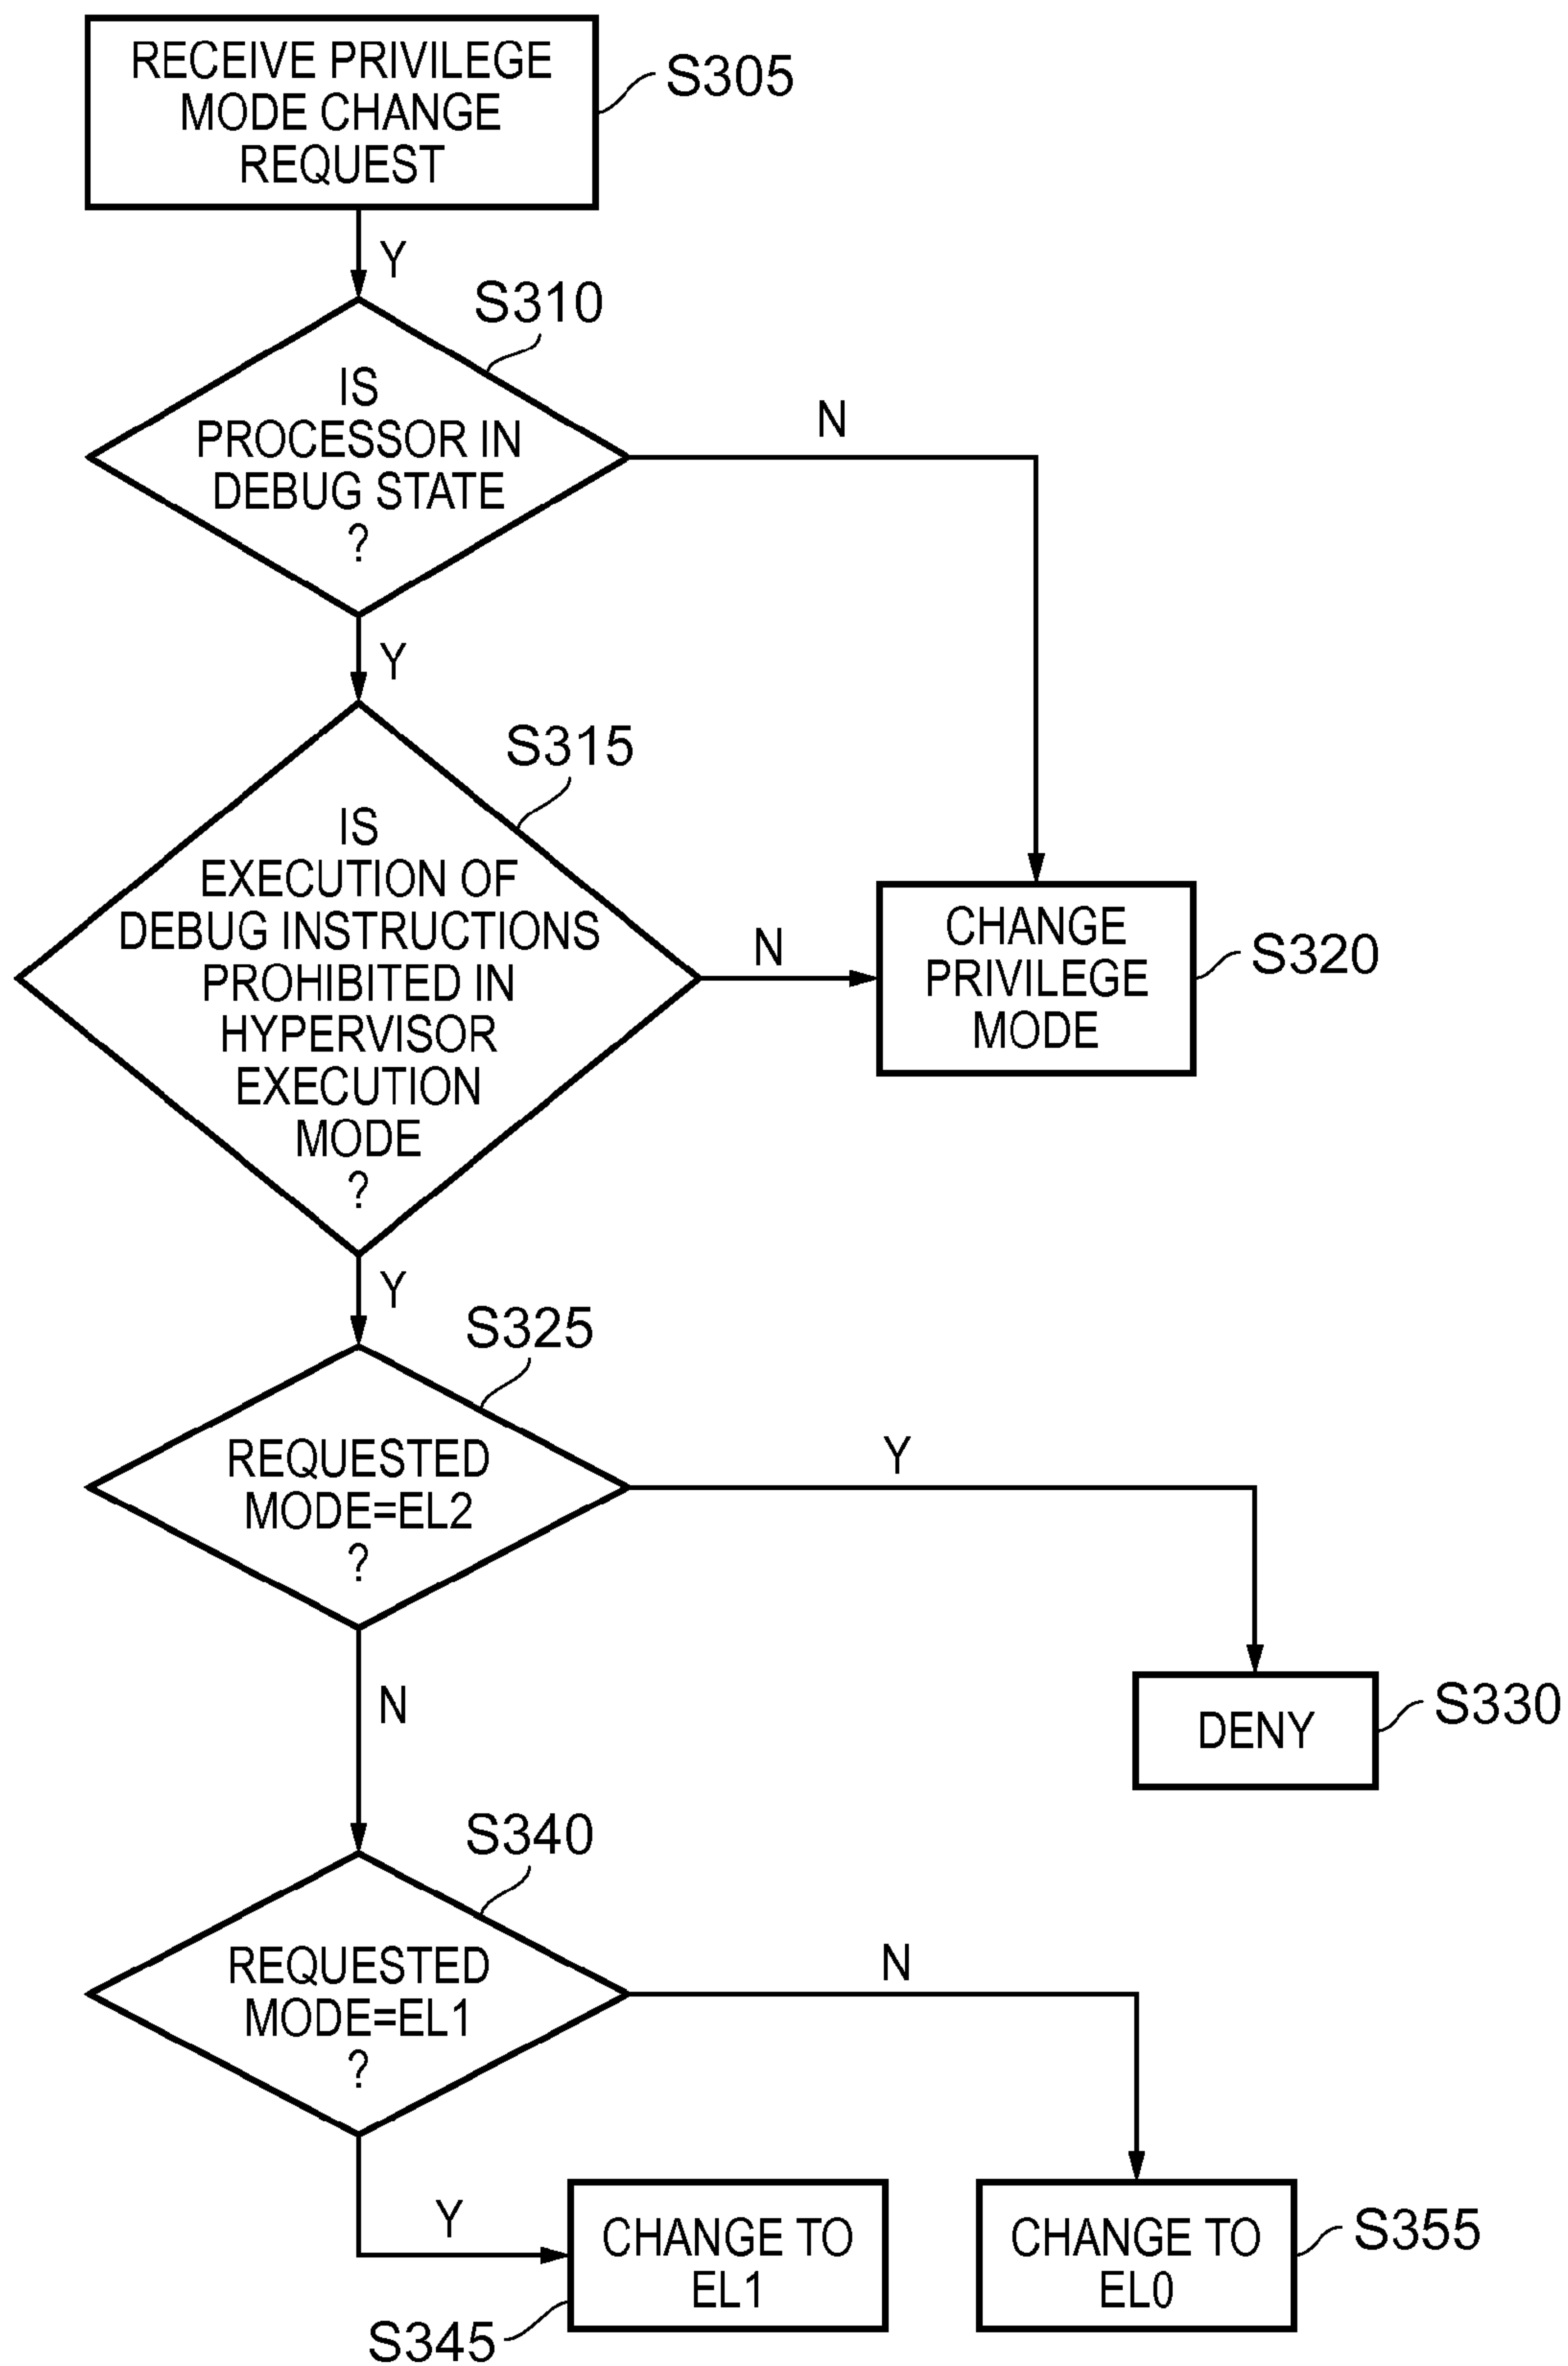 RECEIVE PRIVILEGE
MODE CHANGE
REQUEST
S305
Y
S310
IS
PROCESSOR IN
DEBUG STATE
?
N
Y
S315
IS
EXECUTION OF
DEBUG INSTRUCTIONS
PROHIBITED IN
HYPERVISOR
EXECUTION
MODE
?
N
CHANGE
PRIVILEGE
MODE
S320
Y
S325
REQUESTED
MODE=EL2
?
Y
DENY
S330
N
S340
REQUESTED
MODE=EL1
?
N
Y
CHANGE TO
EL1
S345
CHANGE TO
EL0
S355